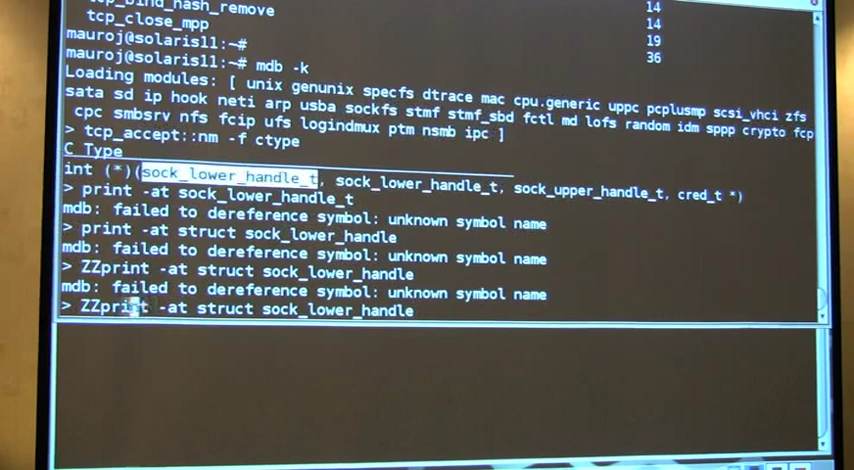 tcp_bind_hash_remove 14
tcp_close_mpp 14
mauroj@solaris11:~# 19
mauroj@solaris11:~# mdb -k 36
Loading modules: [ unix genunix specfs dtrace mac cpu.generic uppc pcplusmp scsi_vhci zfs
sata sd ip hook neti arp usba sockfs stmf stmf_sbd fctl md lofs random idm sppp crypto fcp
cpc smbsrv nfs fcip ufs logindmux ptm nsmb ipc ]
> tcp_accept::nm -f ctype
C Type
int (*)(sock_lower_handle_t, sock_lower_handle_t, sock_upper_handle_t, cred_t *)
> print -at sock_lower_handle_t
mdb: failed to dereference symbol: unknown symbol name
> print -at struct sock_lower_handle
mdb: failed to dereference symbol: unknown symbol name
> ZZprint -at struct sock_lower_handle
mdb: failed to dereference symbol: unknown symbol name
> ZZprint -at struct sock_lower_handle